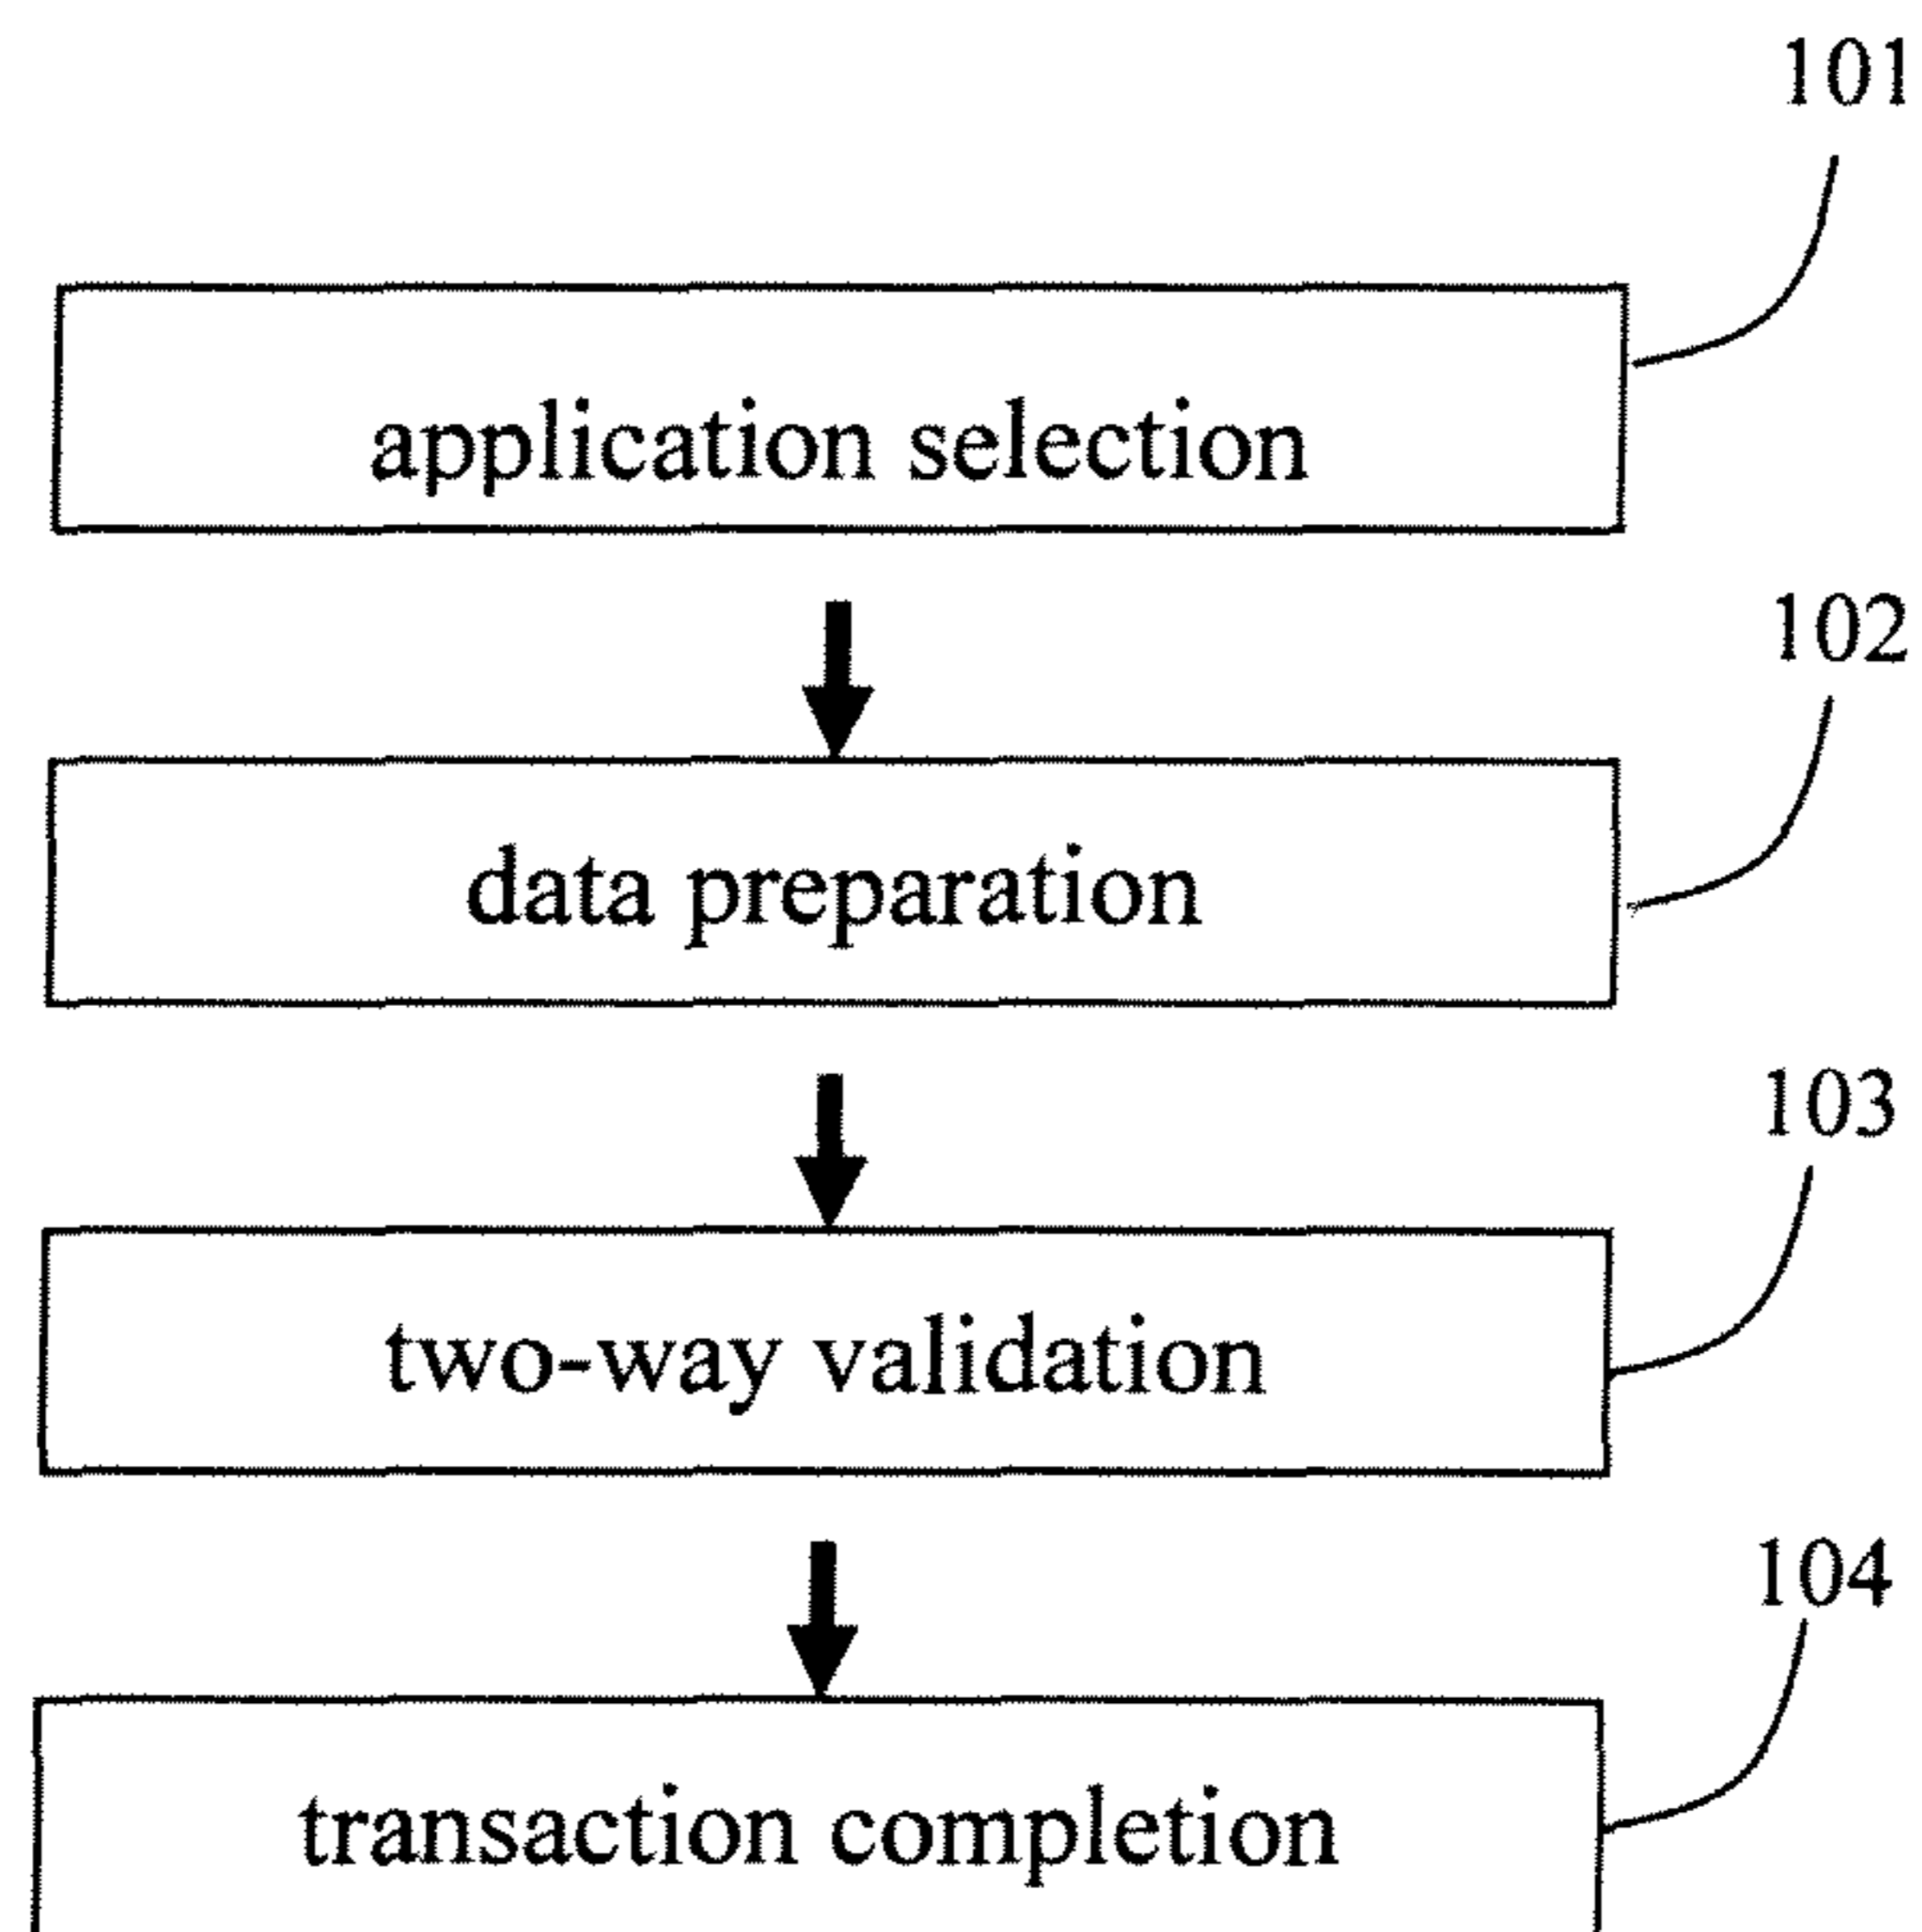 101
application selection
102
data preparation
103
two-way validation
104
transaction completion